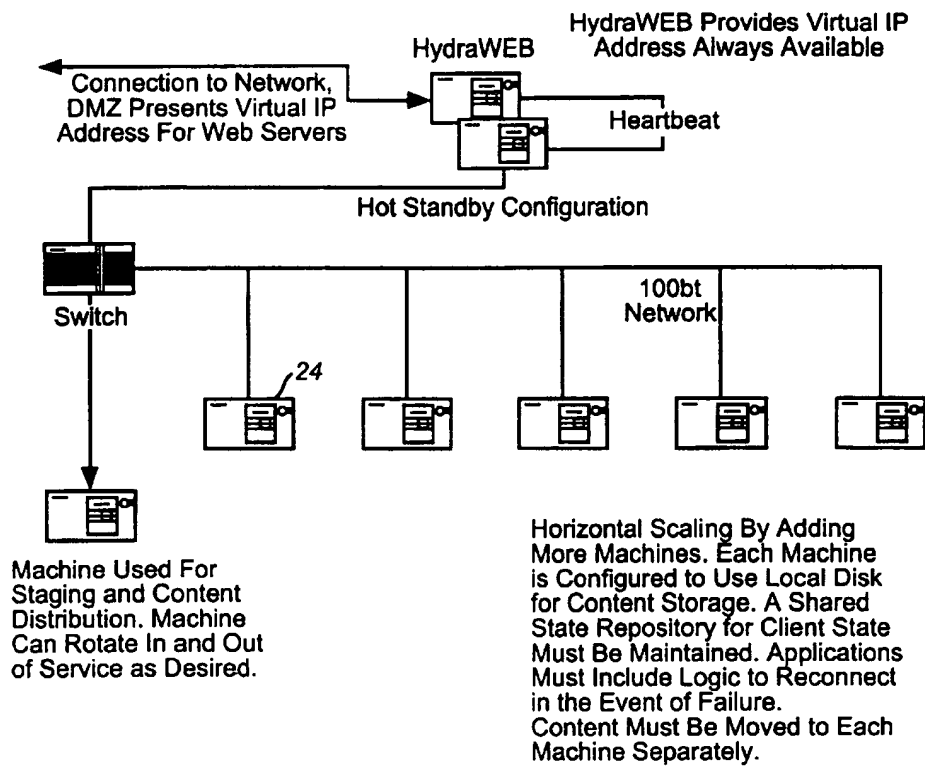 HydraWEB Provides Virtual IP
Address Always Available
HydraWEB
Connection to Network,
DMZ Presents Virtual IP
Address For Web Servers
Heartbeat
Hot Standby Configuration
Switch
100bt
Network
24
Machine Used For
Staging and Content
Distribution. Machine
Can Rotate In and Out
of Service as Desired.
Horizontal Scaling By Adding
More Machines. Each Machine
is Configured to Use Local Disk
for Content Storage. A Shared
State Repository for Client State
Must Be Maintained. Applications
Must Include Logic to Reconnect
in the Event of Failure.
Content Must Be Moved to Each
Machine Separately.